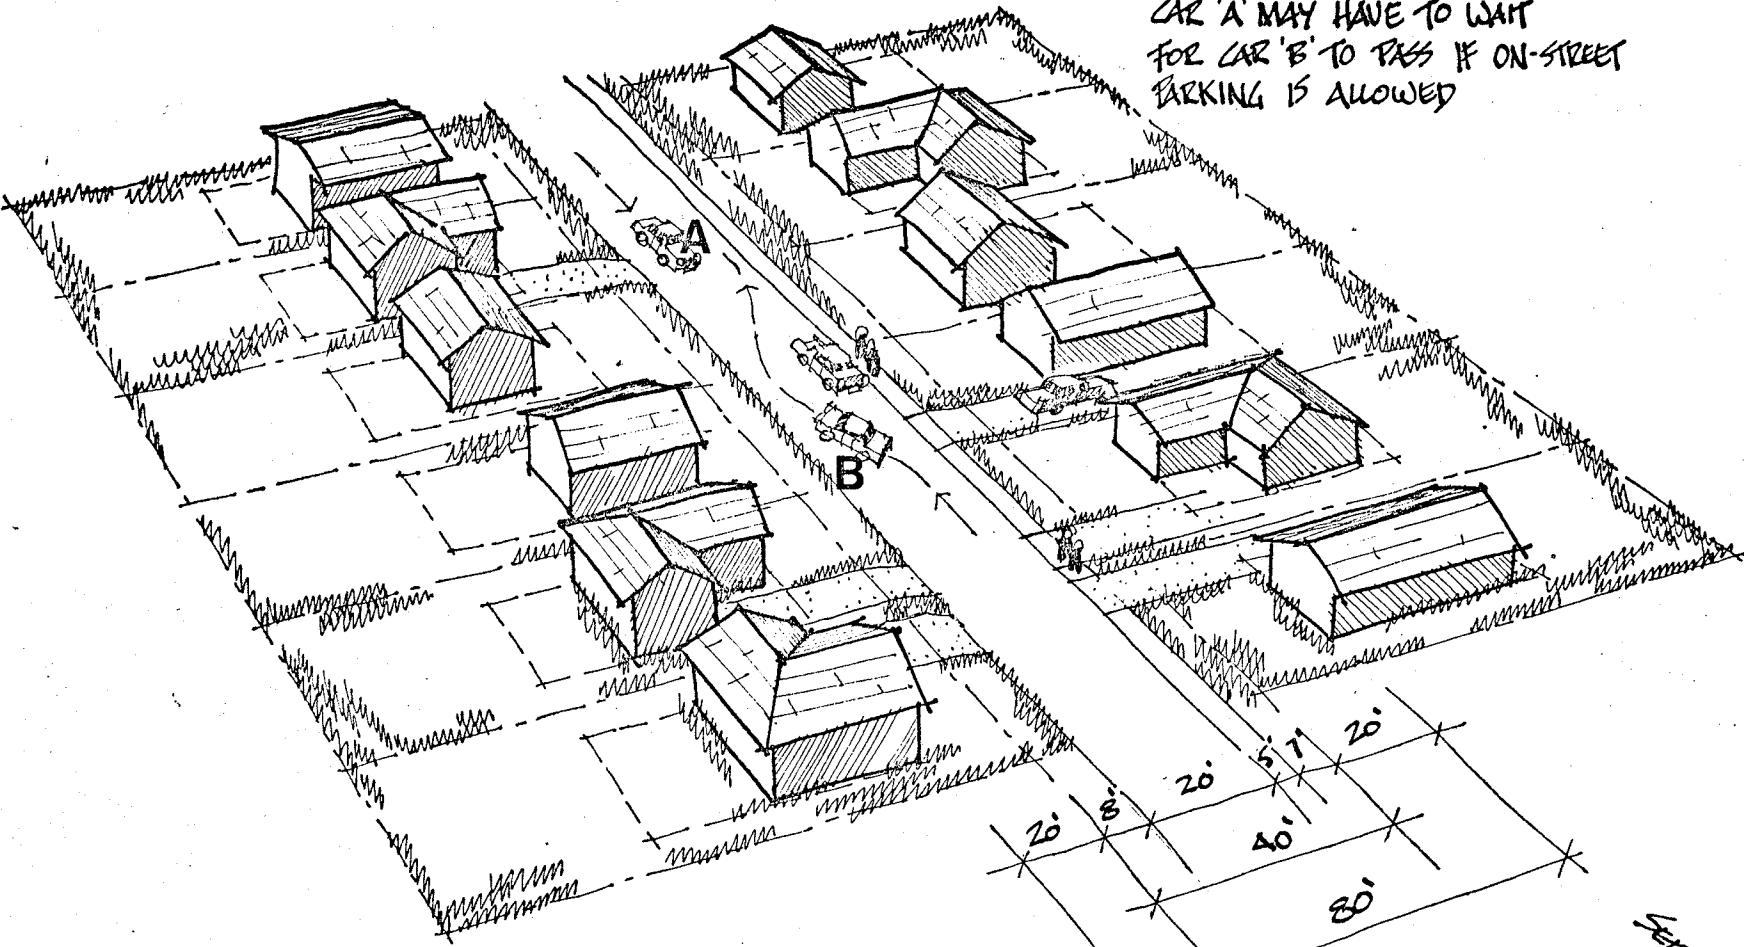 CAR 'A' MAY HAVE TO WAIT
FOR CAR 'B' TO PASS IF ON-STREET
PARKING IS ALLOWED
A
B
20' 8' 20' 5' 7' 20'
40'
80'